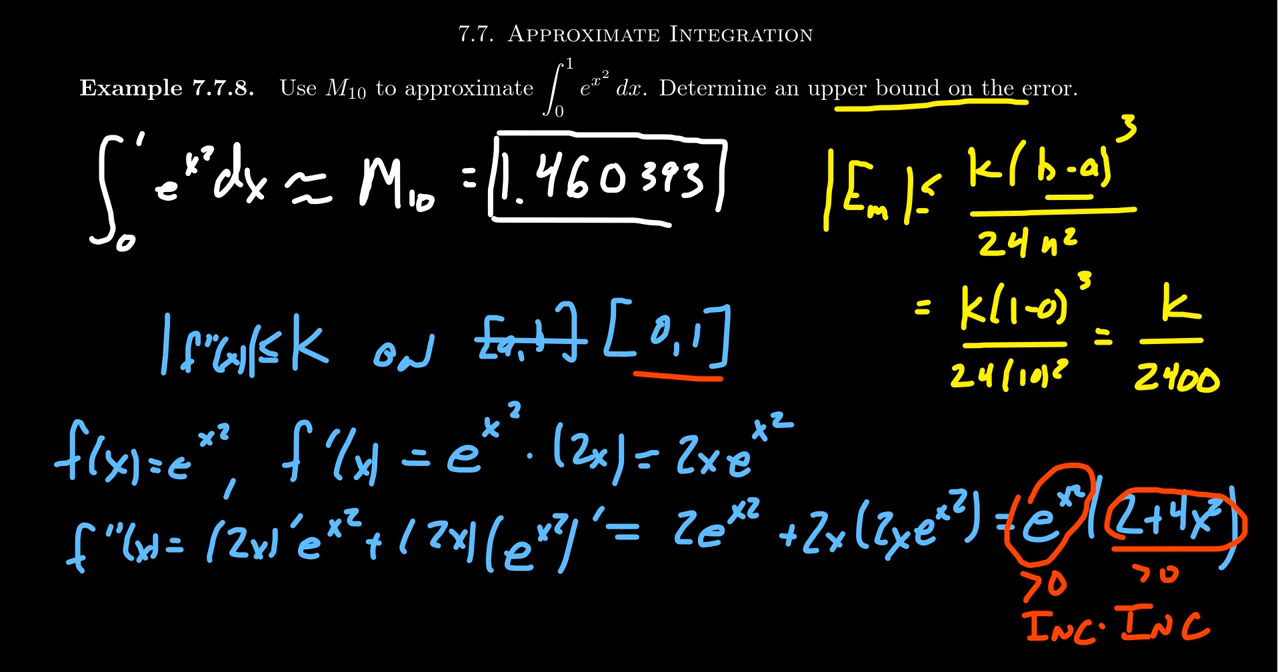 7.7. Approximate Integration
Example 7.7.8. Use M₁₀ to approximate ∫₀¹ e^{x²} dx. Determine an upper bound on the error.
∫₀¹ e^{x²} dx ≈ M₁₀ = 1.460393
|E_m| ≤ k(b-a)³ / 24n²
= k(1-0)³ / 24(10)² = k / 2400
|f''(x)| ≤ k on [a,b] [0,1]
f(x) = e^{x²}, f'(x) = e^{x²} · (2x) = 2xe^{x²}
f''(x) = (2x)'e^{x²} + (2x)(e^{x²})' = 2e^{x²} + 2x(2xe^{x²}) = e^{x²}(2+4x²)
>0 >0
INC · INC